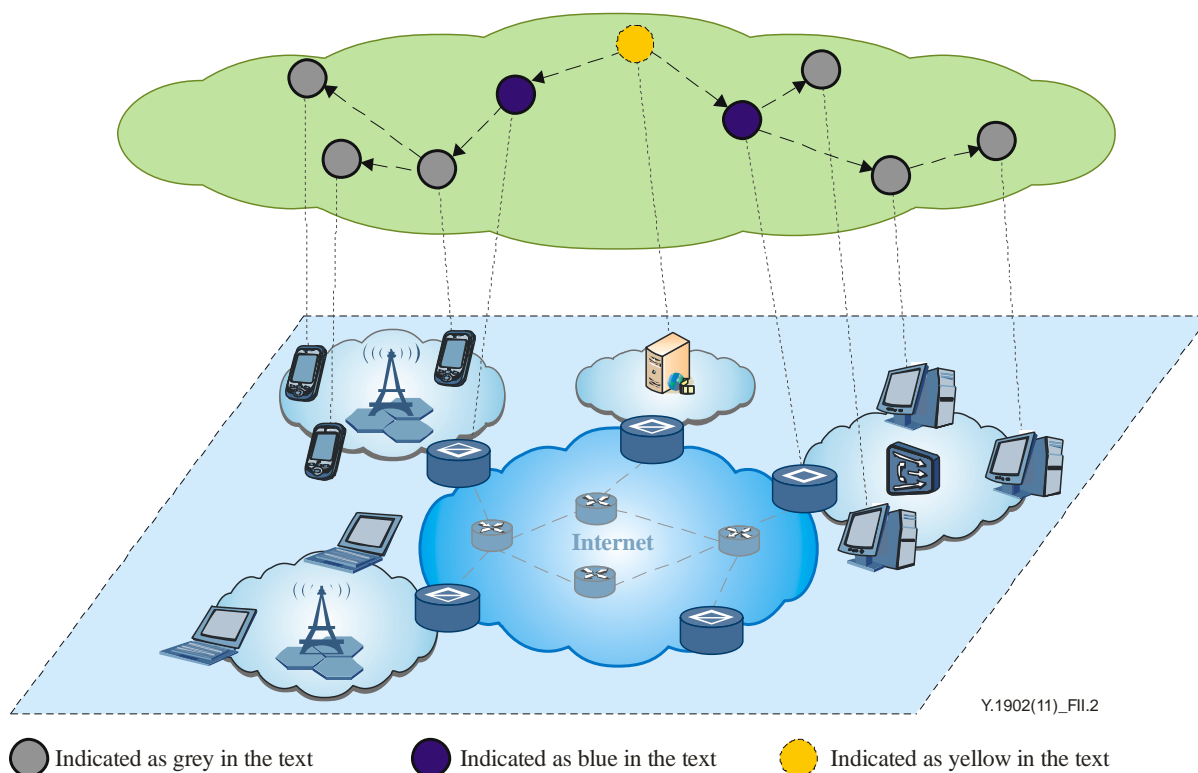 Internet
Y.1902(11)_FII.2
Indicated as grey in the text
Indicated as blue in the text
Indicated as yellow in the text